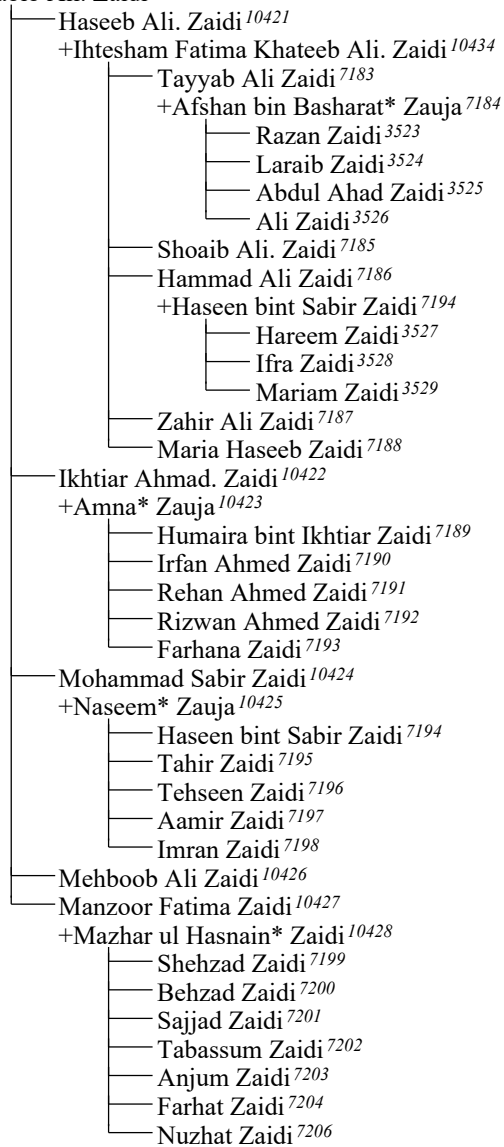 Haseeb Ali. Zaidi 10421
+Ihtesham Fatima Khateeb Ali. Zaidi 10434
Tayyab Ali Zaidi 7183
+Afshan bin Basharat* Zauja 7184
Razan Zaidi 3523
Laraib Zaidi 3524
Abdul Ahad Zaidi 3525
Ali Zaidi 3526
Shoaib Ali. Zaidi 7185
Hammad Ali Zaidi 7186
+Haseen bint Sabir Zaidi 7194
Hareem Zaidi 3527
Ifra Zaidi 3528
Mariam Zaidi 3529
Zahir Ali Zaidi 7187
Maria Haseeb Zaidi 7188
Ikhtiar Ahmad. Zaidi 10422
+Amna* Zauja 10423
Humaira bint Ikhtiar Zaidi 7189
Irfan Ahmed Zaidi 7190
Rehan Ahmed Zaidi 7191
Rizwan Ahmed Zaidi 7192
Farhana Zaidi 7193
Mohammad Sabir Zaidi 10424
+Naseem* Zauja 10425
Haseen bint Sabir Zaidi 7194
Tahir Zaidi 7195
Tehseen Zaidi 7196
Aamir Zaidi 7197
Imran Zaidi 7198
Mehboob Ali Zaidi 10426
Manzoor Fatima Zaidi 10427
+Mazhar ul Hasnain* Zaidi 10428
Shehzad Zaidi 7199
Behzad Zaidi 7200
Sajjad Zaidi 7201
Tabassum Zaidi 7202
Anjum Zaidi 7203
Farhat Zaidi 7204
Nuzhat Zaidi 7206